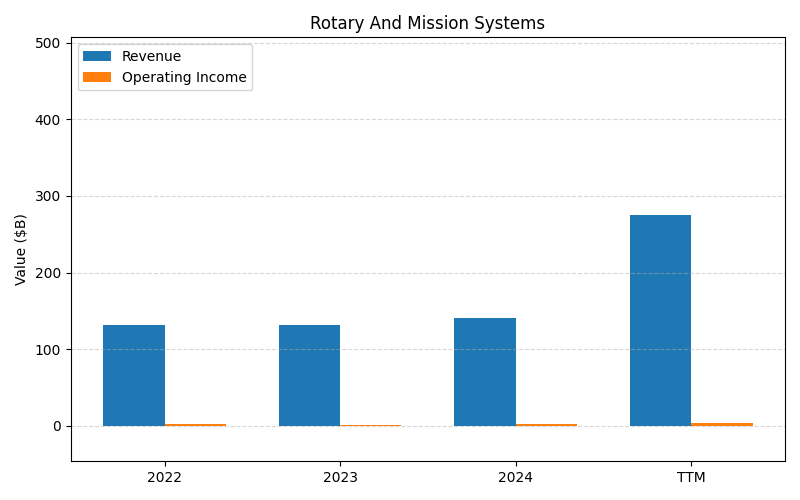 Rotary And Mission Systems
Revenue
Operating Income
Value ($B)
500
400
300
200
100
0
2022
2023
2024
TTM